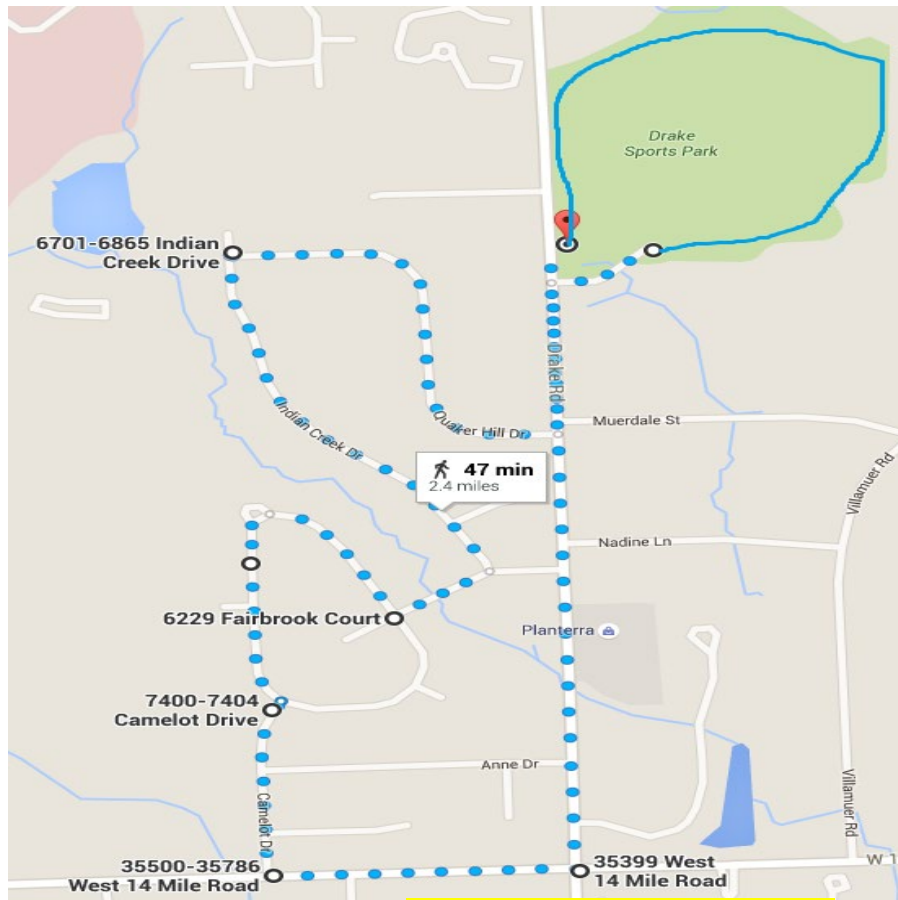 Drake
Sports Park
6701-6865 Indian
Creek Drive
Drake Rd
Indian Creek Dr
Quaker Hill Dr
Muerdale St
47 min
2.4 miles
Villamuer Rd
Nadine Ln
6229 Fairbrook Court
Planterra
7400-7404
Camelot Drive
Anne Dr
Villamuer Rd
Camelot Dr
35500-35786
West 14 Mile Road
35399 West
14 Mile Road
W 1